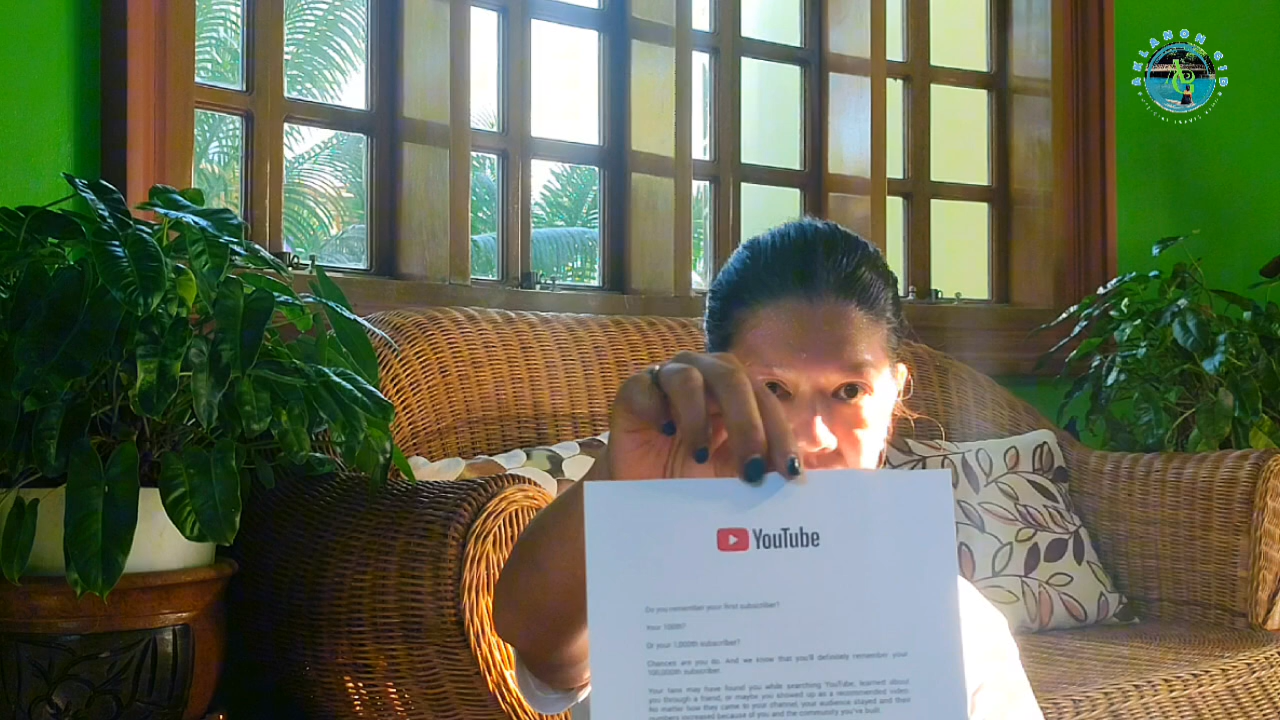 AKLANON GID
YouTube
Do you remember your first subscriber?
Your 100th?
Or your 1,000th subscriber?
Chances are you do. And we know that you'll definitely remember your
100,000th subscriber.
Your fans may have found you while searching YouTube, learned about
you through a friend, or maybe you showed up as a recommended video.
No matter how they came to your channel, your audience stayed and their
numbers increased because of you and the community you've built.